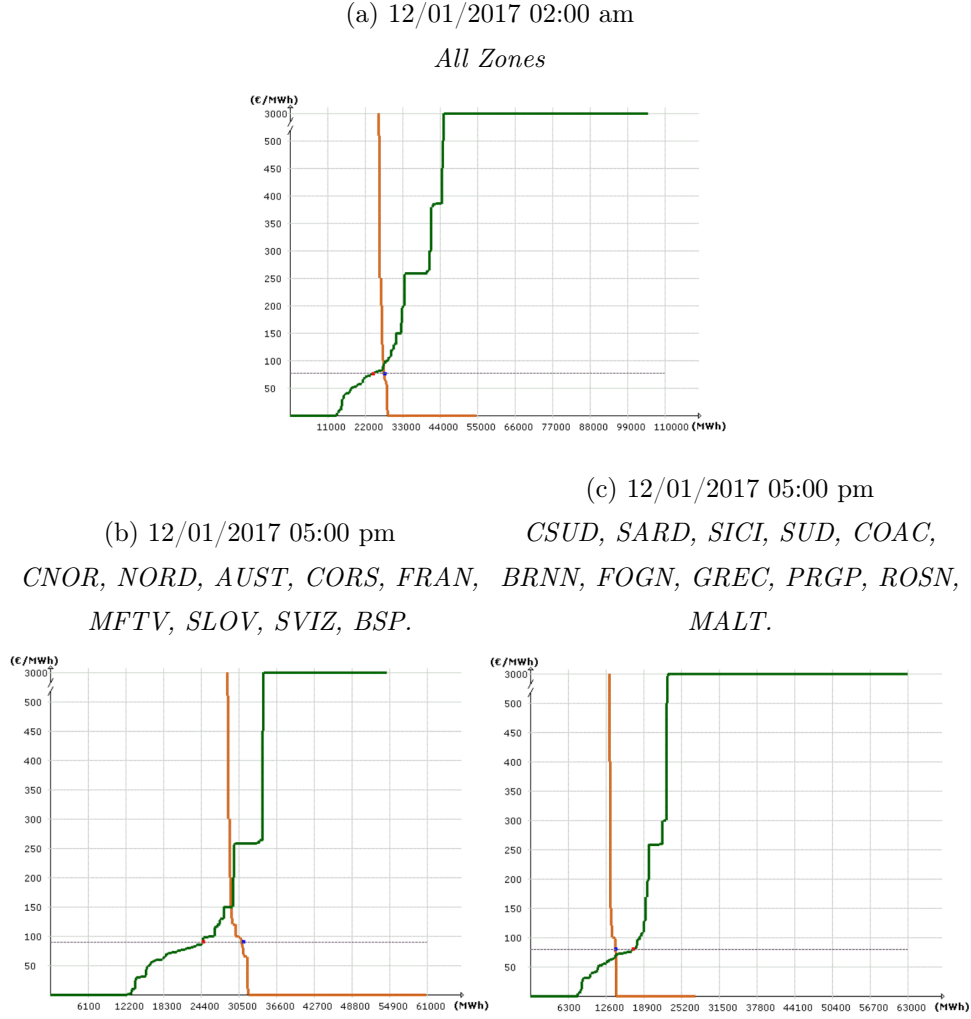 (a) 12/01/2017 02:00 am
All Zones
(€/MWh)
3000
500
450
400
350
300
250
200
150
100
50
11000 22000 33000 44000 55000 66000 77000 88000 99000 110000 (MWh)
(b) 12/01/2017 05:00 pm
CNOR, NORD, AUST, CORS, FRAN,
MFTV, SLOV, SVIZ, BSP.
(€/MWh)
3000
500
450
400
350
300
250
200
150
100
50
6100 12200 18300 24400 30500 36600 42700 48800 54900 61000 (MWh)
(c) 12/01/2017 05:00 pm
CSUD, SARD, SICI, SUD, COAC,
BRNN, FOGN, GREC, PRGP, ROSN,
MALT.
(€/MWh)
3000
500
450
400
350
300
250
200
150
100
50
6300 12600 18900 25200 31500 37800 44100 50400 56700 63000 (MWh)